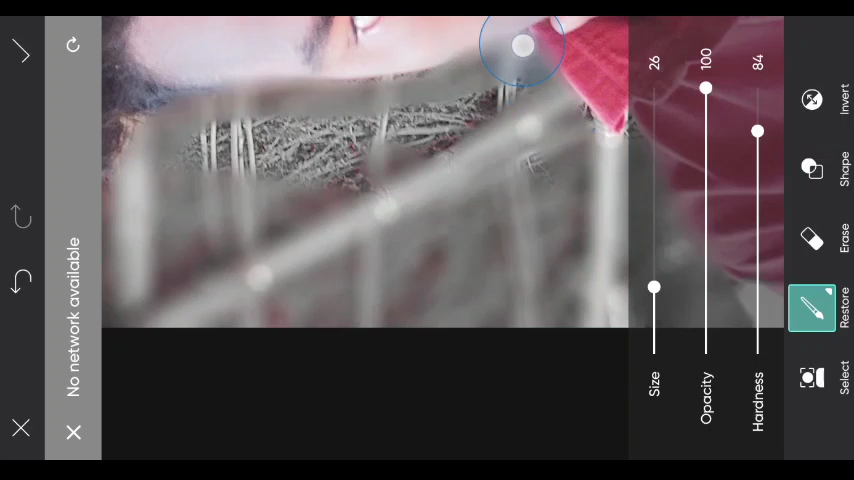 No network available
Size
26
Opacity
100
Hardness
84
Select
Restore
Erase
Shape
Invert